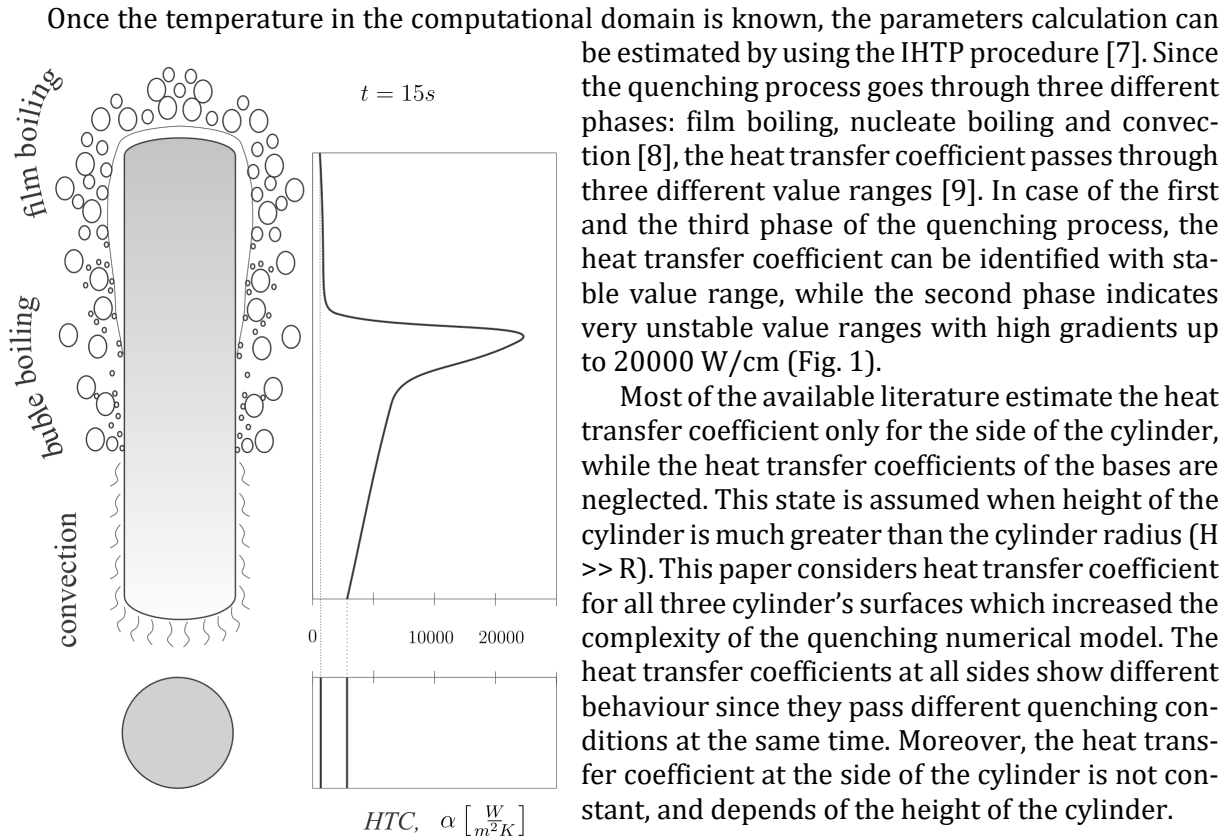 Once the temperature in the computational domain is known, the parameters calculation can
be estimated by using the IHTP procedure [7]. Since
the quenching process goes through three different
phases: film boiling, nucleate boiling and convec-
tion [8], the heat transfer coefficient passes through
three different value ranges [9]. In case of the first
and the third phase of the quenching process, the
heat transfer coefficient can be identified with sta-
ble value range, while the second phase indicates
very unstable value ranges with high gradients up
to 20000 W/cm (Fig. 1).
Most of the available literature estimate the heat
transfer coefficient only for the side of the cylinder,
while the heat transfer coefficients of the bases are
neglected. This state is assumed when height of the
cylinder is much greater than the cylinder radius (H
>> R). This paper considers heat transfer coefficient
for all three cylinder's surfaces which increased the
complexity of the quenching numerical model. The
heat transfer coefficients at all sides show different
behaviour since they pass different quenching con-
ditions at the same time. Moreover, the heat trans-
fer coefficient at the side of the cylinder is not con-
stant, and depends of the height of the cylinder.
film boiling
buble boiling
convection
t = 15s
0 10000 20000
HTC, α [W/m²K]